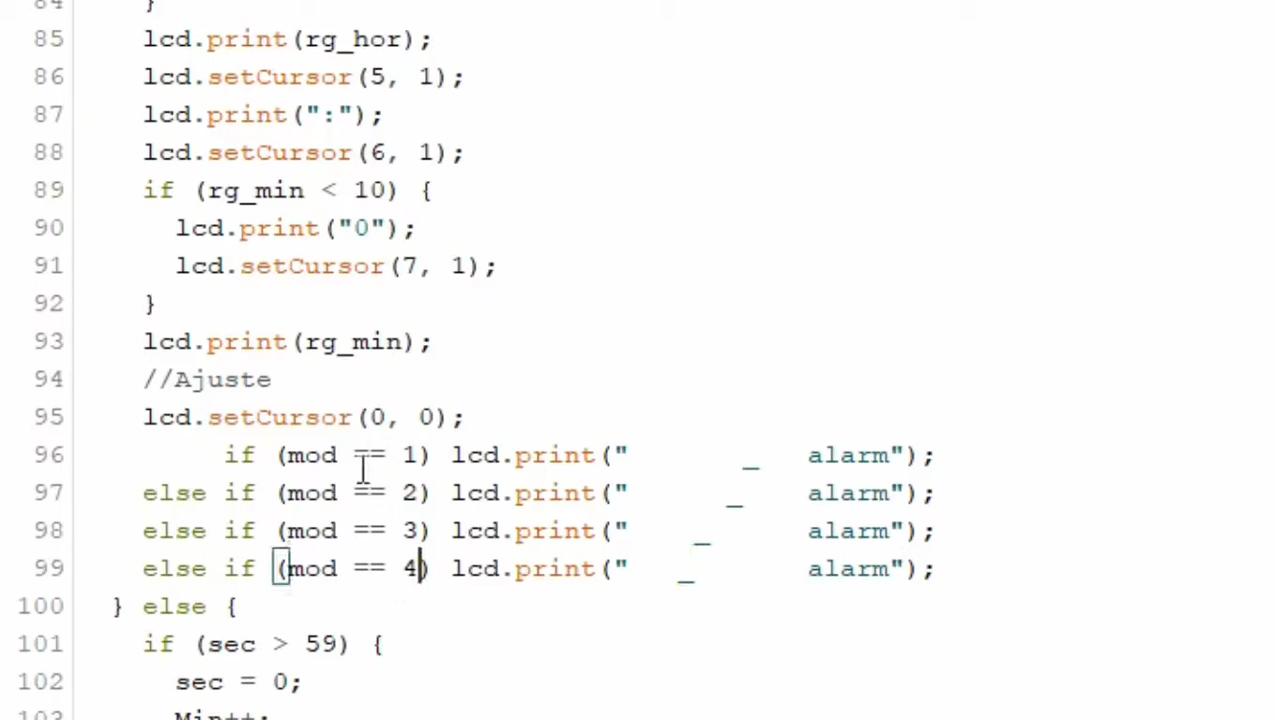 84     }
85     lcd.print(rg_hor);
86     lcd.setCursor(5, 1);
87     lcd.print(":");
88     lcd.setCursor(6, 1);
89     if (rg_min < 10) {
90       lcd.print("0");
91       lcd.setCursor(7, 1);
92     }
93     lcd.print(rg_min);
94     //Ajuste
95     lcd.setCursor(0, 0);
96          if (mod == 1) lcd.print("       _   alarm");
97     else if (mod == 2) lcd.print("      _    alarm");
98     else if (mod == 3) lcd.print("    _      alarm");
99     else if (mod == 4) lcd.print("   _       alarm");
100   } else {
101     if (sec > 59) {
102       sec = 0;
103       Min++;